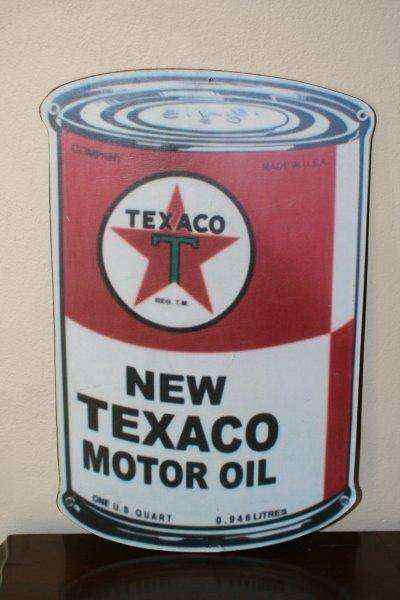 COMPANY
MADE IN U.S.A.
TEXACO
T
REG. T.M.
NEW
TEXACO
MOTOR OIL
ONE U.S. QUART 0.946 LITRES